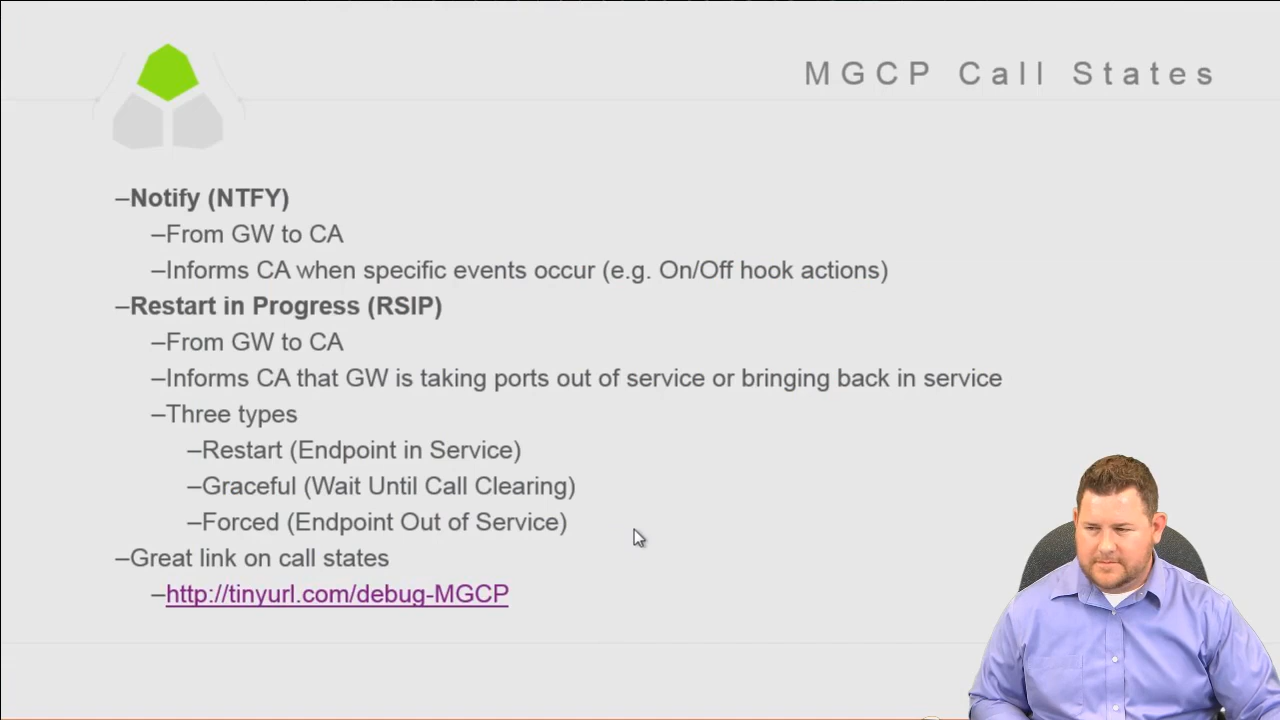 MGCP Call States
–Notify (NTFY)
–From GW to CA
–Informs CA when specific events occur (e.g. On/Off hook actions)
–Restart in Progress (RSIP)
–From GW to CA
–Informs CA that GW is taking ports out of service or bringing back in service
–Three types
–Restart (Endpoint in Service)
–Graceful (Wait Until Call Clearing)
–Forced (Endpoint Out of Service)
–Great link on call states
–http://tinyurl.com/debug-MGCP